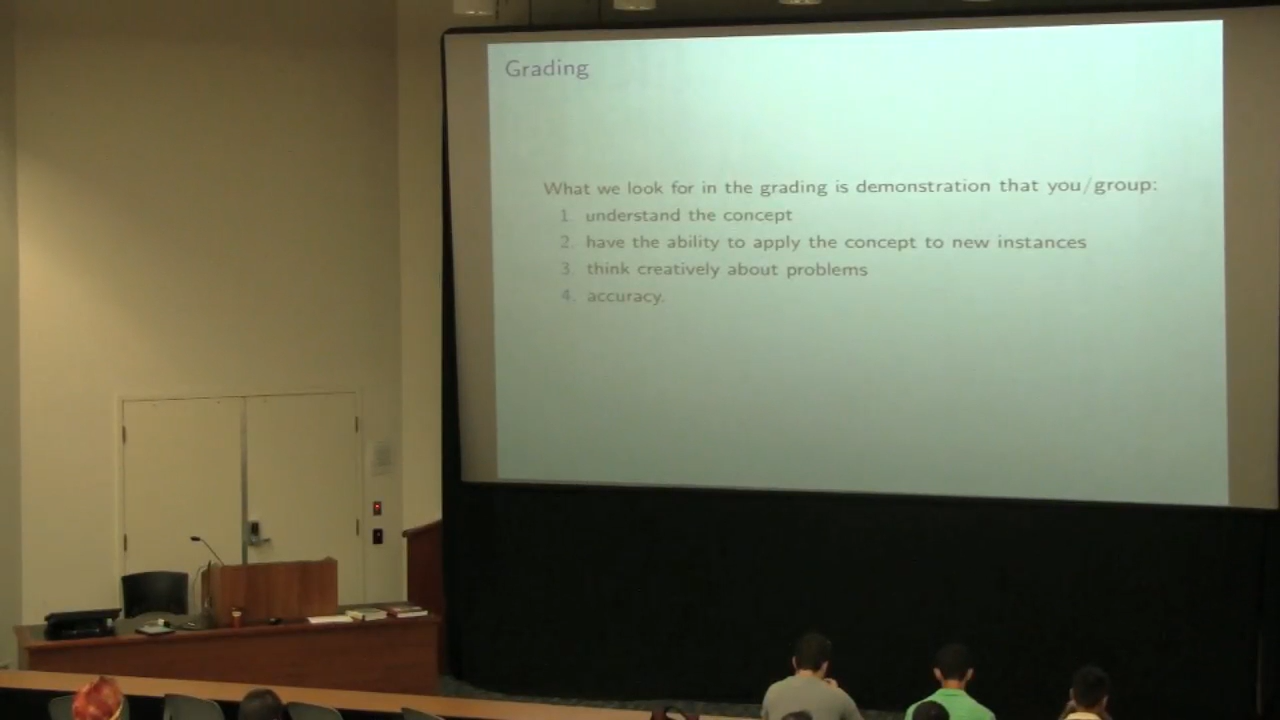 Grading
What we look for in the grading is demonstration that you/group:
1. understand the concept
2. have the ability to apply the concept to new instances
3. think creatively about problems
4. accuracy.